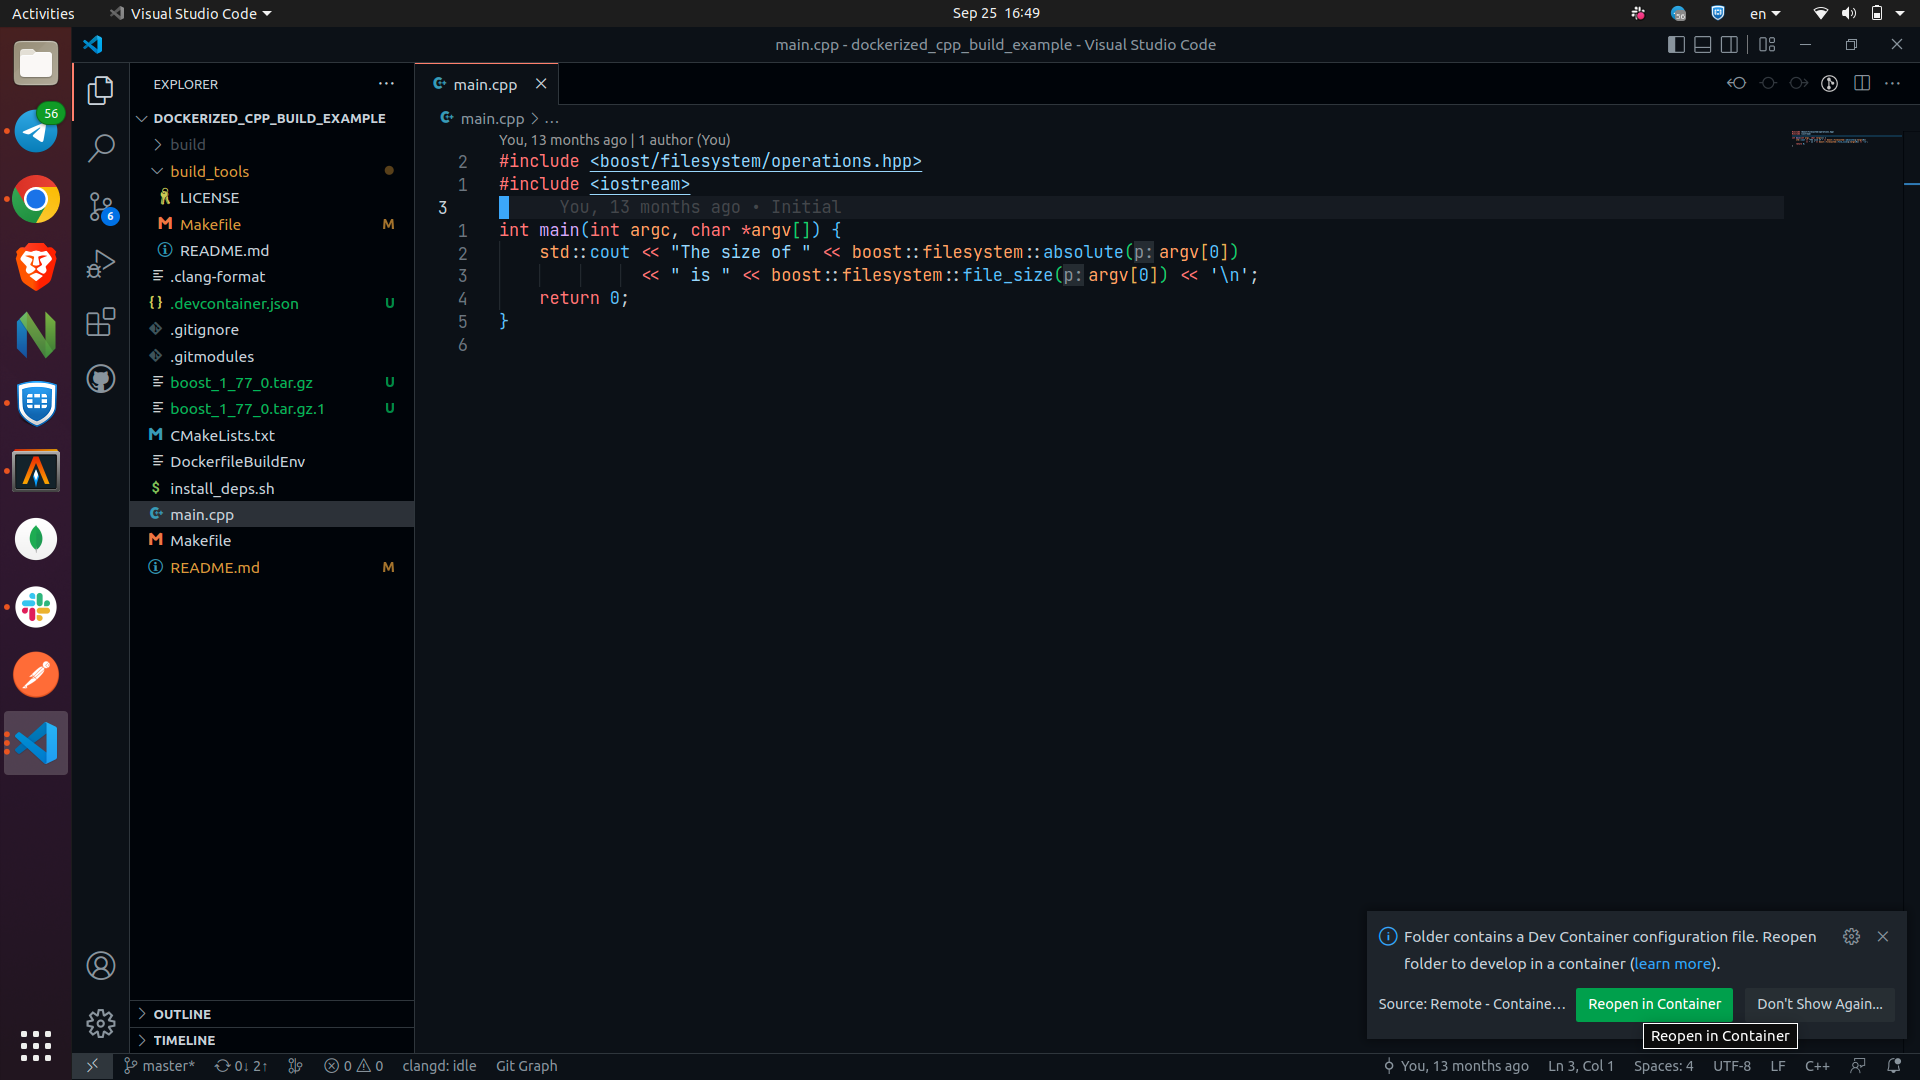 Activities
Visual Studio Code
Sep 25 16:49
en
main.cpp - dockerized_cpp_build_example - Visual Studio Code
56
EXPLORER
main.cpp
DOCKERIZED_CPP_BUILD_EXAMPLE
build
build_tools
LICENSE
Makefile M
README.md
.clang-format
.devcontainer.json U
.gitignore
.gitmodules
boost_1_77_0.tar.gz U
boost_1_77_0.tar.gz.1 U
CMakeLists.txt
DockerfileBuildEnv
install_deps.sh
main.cpp
Makefile
README.md M
OUTLINE
TIMELINE
6
main.cpp > ...
You, 13 months ago | 1 author (You)
2 #include <boost/filesystem/operations.hpp>
1 #include <iostream>
3 You, 13 months ago • Initial
1 int main(int argc, char *argv[]) {
2 std::cout << "The size of " << boost::filesystem::absolute(p: argv[0])
3 << " is " << boost::filesystem::file_size(p: argv[0]) << '\n';
4 return 0;
5 }
6
Folder contains a Dev Container configuration file. Reopen
folder to develop in a container (learn more).
Source: Remote - Containe...
Reopen in Container
Don't Show Again...
Reopen in Container
master*
0↓ 2↑
0 0
clangd: idle
Git Graph
You, 13 months ago
Ln 3, Col 1
Spaces: 4
UTF-8
LF
C++